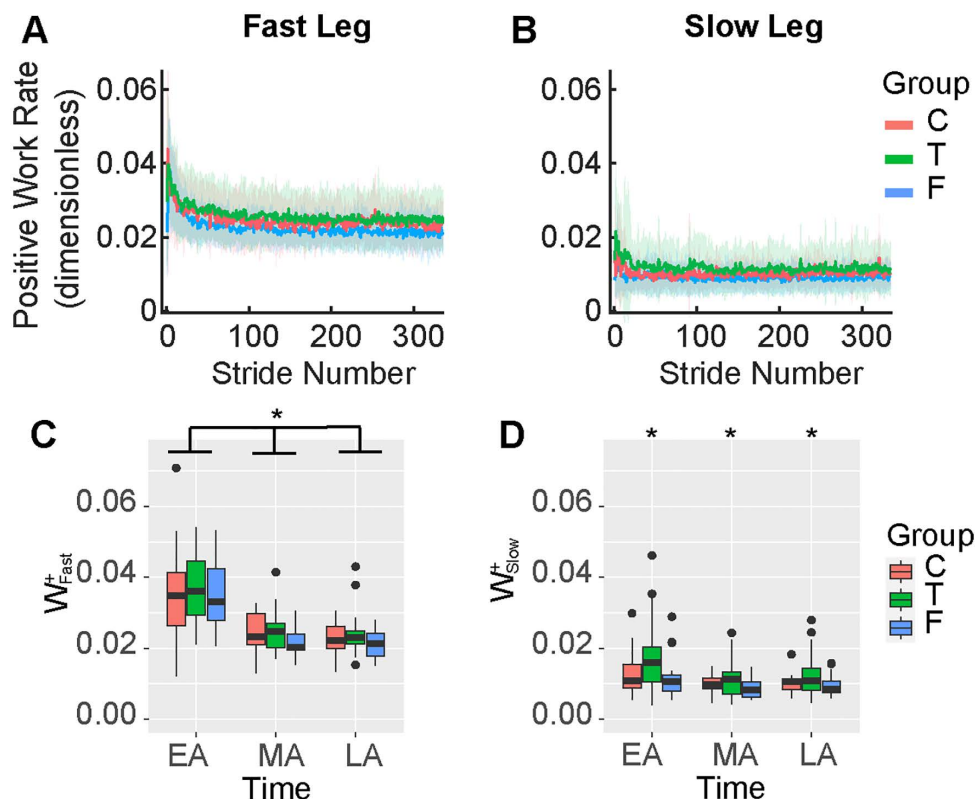 A Fast Leg
B Slow Leg
Positive Work Rate
(dimensionless)
0.06
0.04
0.02
0
0 100 200 300
Stride Number
0.06
0.04
0.02
0
0 100 200 300
Stride Number
Group
C
T
F
C
*
W+Fast
0.06
0.04
0.02
0.00
EA MA LA
Time
D
* * *
W+Slow
0.06
0.04
0.02
0.00
EA MA LA
Time
Group
C
T
F